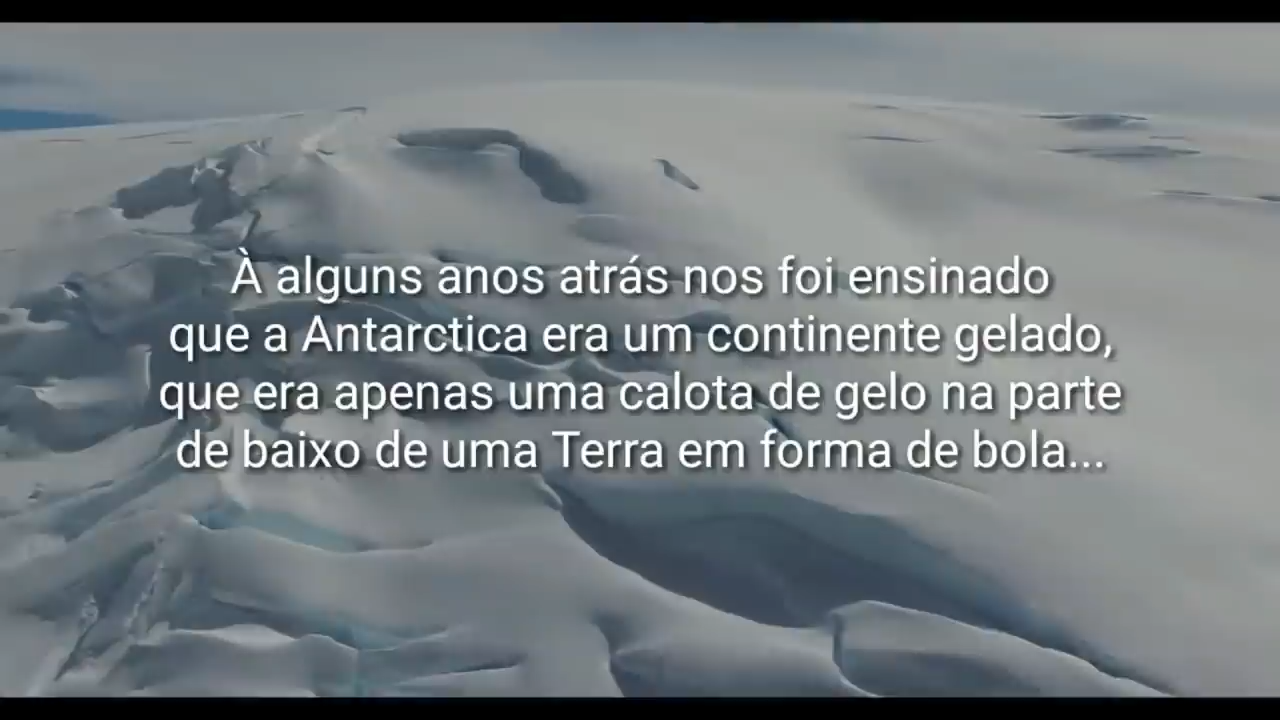 À alguns anos atrás nos foi ensinado
que a Antarctica era um continente gelado,
que era apenas uma calota de gelo na parte
de baixo de uma Terra em forma de bola...